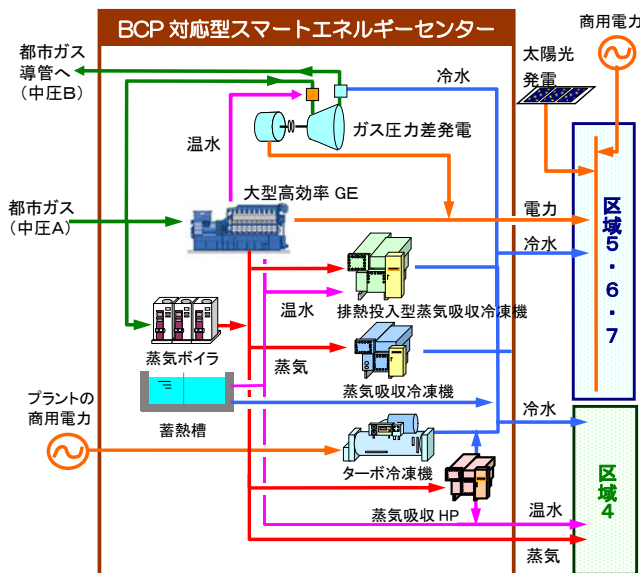 BCP 対応型スマートエネルギーセンター
商用電力
都市ガス
導管へ
(中圧B)
冷水
太陽光
発電
ガス圧力差発電
温水
大型高効率 GE
都市ガス
(中圧A)
電力
冷水
区域5・6・7
温水
排熱投入型蒸気吸収冷凍機
蒸気ボイラ
蒸気
蒸気吸収冷凍機
プラントの
商用電力
蓄熱槽
冷水
ターボ冷凍機
区域4
蒸気吸収 HP
温水
蒸気